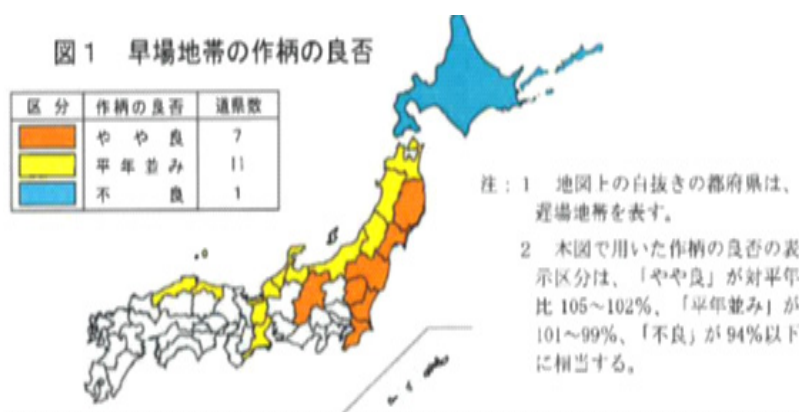 図1　早場地帯の作柄の良否
区分　作柄の良否　道県数
やや良　7
平年並み　11
不良　1
注：1　地図上の白抜きの都府県は、
遅場地帯を表す。
2　本図で用いた作柄の良否の表
示区分は、「やや良」が対平年
比105～102％、「平年並み」が
101～99％、「不良」が94％以下
に相当する。